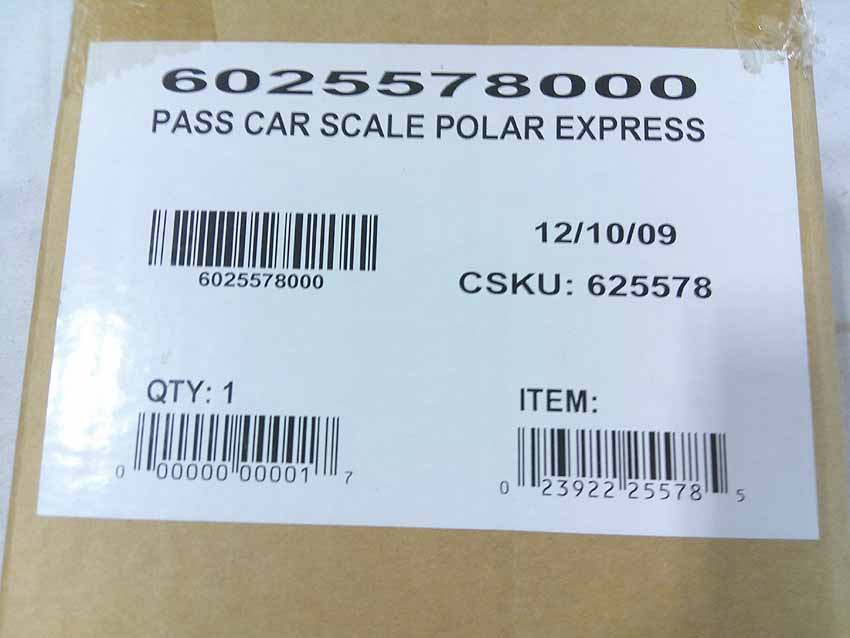 6025578000
PASS CAR SCALE POLAR EXPRESS
6025578000
12/10/09
CSKU: 625578
QTY: 1
0 00000 00001 7
ITEM:
0 23922 25578 5